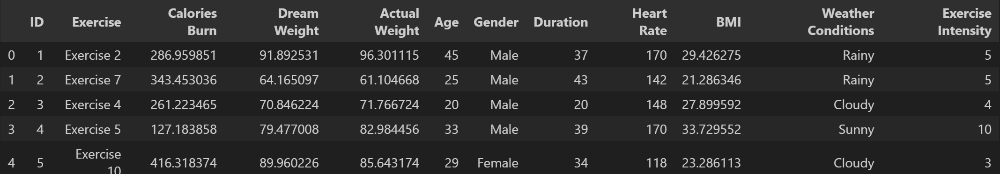 ID Exercise Calories Burn Dream Weight Actual Weight Age Gender Duration Heart Rate BMI Weather Conditions Exercise Intensity
0 1 Exercise 2 286.959851 91.892531 96.301115 45 Male 37 170 29.426275 Rainy 5
1 2 Exercise 7 343.453036 64.165097 61.104668 25 Male 43 142 21.286346 Rainy 5
2 3 Exercise 4 261.223465 70.846224 71.766724 20 Male 20 148 27.899592 Cloudy 4
3 4 Exercise 5 127.183858 79.477008 82.984456 33 Male 39 170 33.729552 Sunny 10
4 5 Exercise 10 416.318374 89.960226 85.643174 29 Female 34 118 23.286113 Cloudy 3